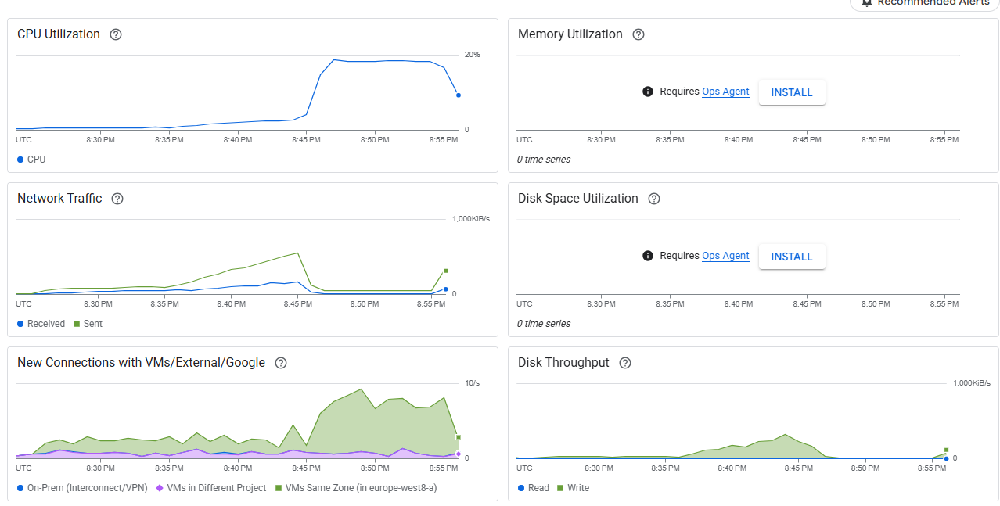 Recommended Alerts
CPU Utilization
20%
0
UTC 8:30 PM 8:35 PM 8:40 PM 8:45 PM 8:50 PM 8:55 PM
CPU
Memory Utilization
Requires Ops Agent INSTALL
UTC 8:30 PM 8:35 PM 8:40 PM 8:45 PM 8:50 PM 8:55 PM
0 time series
Network Traffic
1,000KiB/s
0
UTC 8:30 PM 8:35 PM 8:40 PM 8:45 PM 8:50 PM 8:55 PM
Received Sent
Disk Space Utilization
Requires Ops Agent INSTALL
UTC 8:30 PM 8:35 PM 8:40 PM 8:45 PM 8:50 PM 8:55 PM
0 time series
New Connections with VMs/External/Google
10/s
0
UTC 8:30 PM 8:35 PM 8:40 PM 8:45 PM 8:50 PM 8:55 PM
On-Prem (Interconnect/VPN) VMs in Different Project VMs Same Zone (in europe-west8-a)
Disk Throughput
1,000KiB/s
0
UTC 8:30 PM 8:35 PM 8:40 PM 8:45 PM 8:50 PM 8:55 PM
Read Write